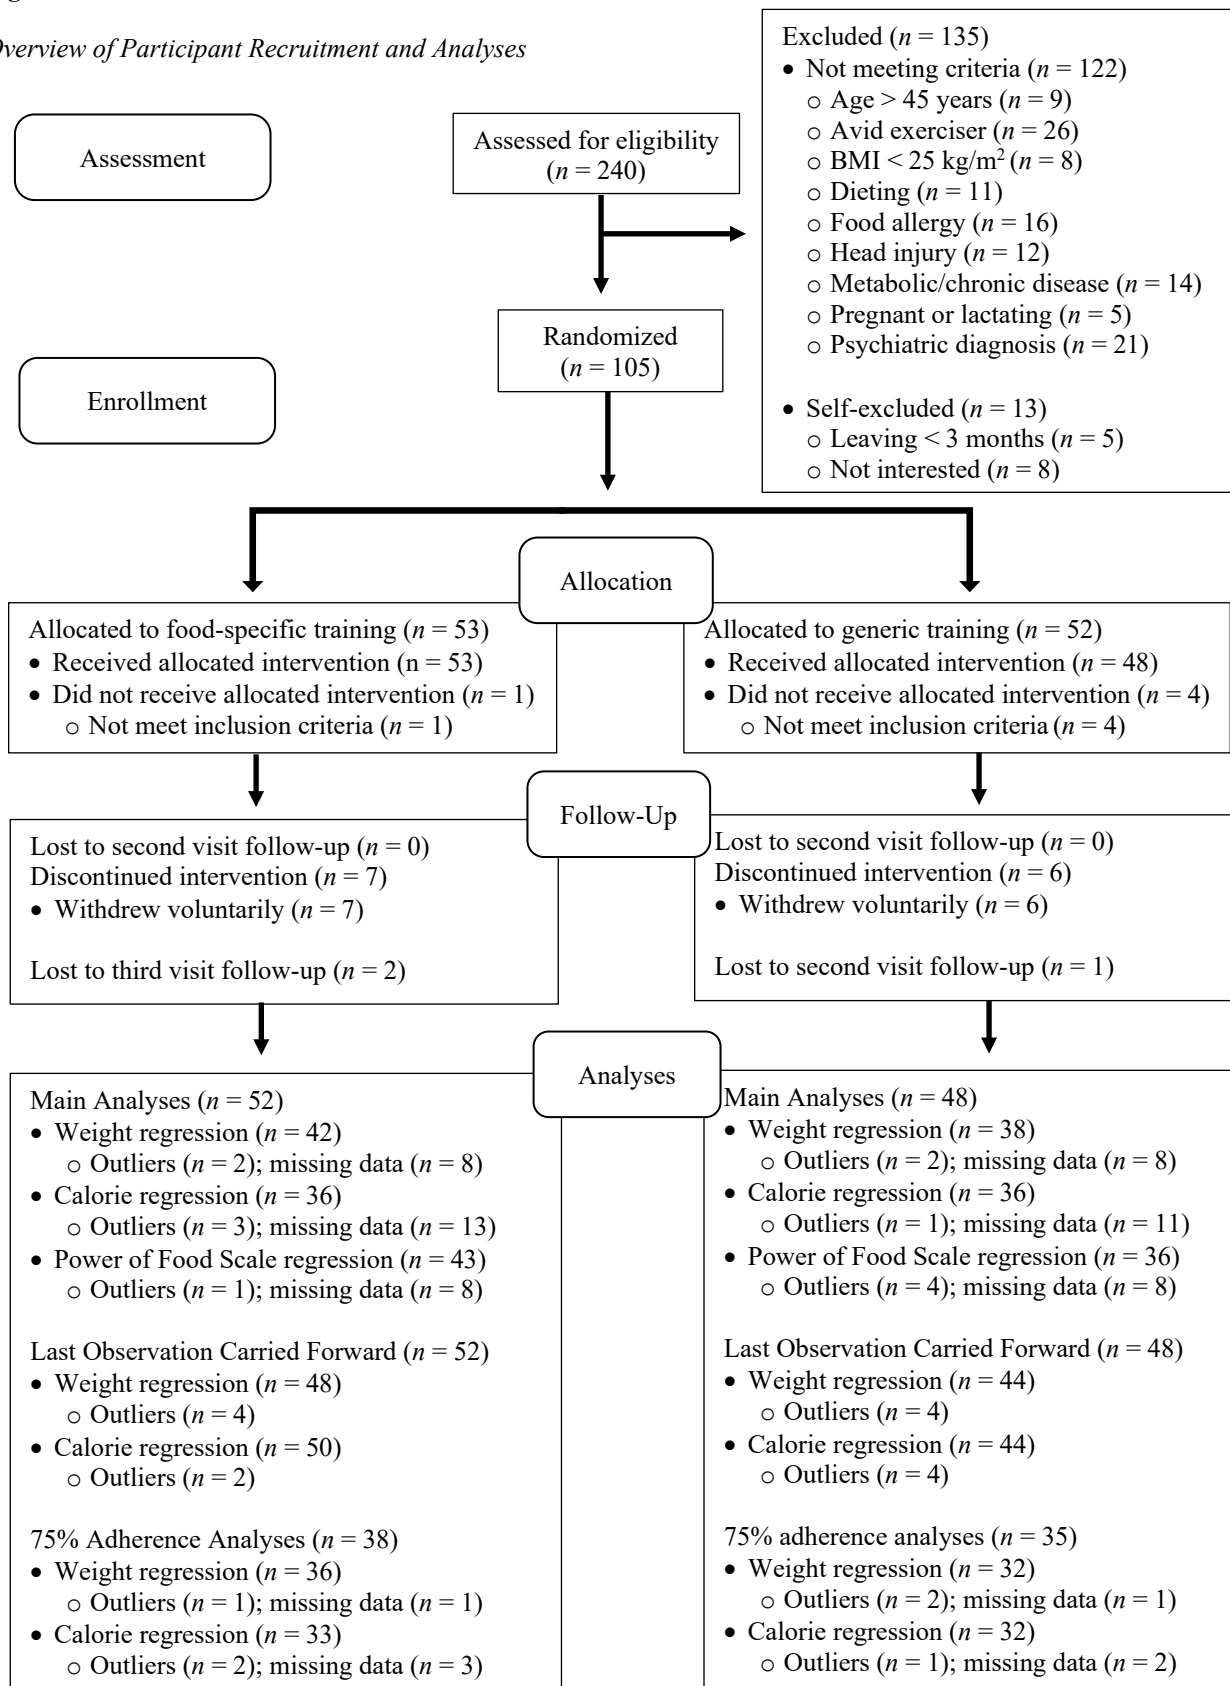 Overview of Participant Recruitment and Analyses
Assessment
Assessed for eligibility
(n = 240)
Excluded (n = 135)
• Not meeting criteria (n = 122)
o Age > 45 years (n = 9)
o Avid exerciser (n = 26)
o BMI < 25 kg/m² (n = 8)
o Dieting (n = 11)
o Food allergy (n = 16)
o Head injury (n = 12)
o Metabolic/chronic disease (n = 14)
o Pregnant or lactating (n = 5)
o Psychiatric diagnosis (n = 21)
• Self-excluded (n = 13)
o Leaving < 3 months (n = 5)
o Not interested (n = 8)
Randomized
(n = 105)
Enrollment
Allocation
Allocated to food-specific training (n = 53)
• Received allocated intervention (n = 53)
• Did not receive allocated intervention (n = 1)
o Not meet inclusion criteria (n = 1)
Allocated to generic training (n = 52)
• Received allocated intervention (n = 48)
• Did not receive allocated intervention (n = 4)
o Not meet inclusion criteria (n = 4)
Follow-Up
Lost to second visit follow-up (n = 0)
Discontinued intervention (n = 7)
• Withdrew voluntarily (n = 7)
Lost to third visit follow-up (n = 2)
Lost to second visit follow-up (n = 0)
Discontinued intervention (n = 6)
• Withdrew voluntarily (n = 6)
Lost to second visit follow-up (n = 1)
Analyses
Main Analyses (n = 52)
• Weight regression (n = 42)
o Outliers (n = 2); missing data (n = 8)
• Calorie regression (n = 36)
o Outliers (n = 3); missing data (n = 13)
• Power of Food Scale regression (n = 43)
o Outliers (n = 1); missing data (n = 8)
Last Observation Carried Forward (n = 52)
• Weight regression (n = 48)
o Outliers (n = 4)
• Calorie regression (n = 50)
o Outliers (n = 2)
75% Adherence Analyses (n = 38)
• Weight regression (n = 36)
o Outliers (n = 1); missing data (n = 1)
• Calorie regression (n = 33)
o Outliers (n = 2); missing data (n = 3)
Main Analyses (n = 48)
• Weight regression (n = 38)
o Outliers (n = 2); missing data (n = 8)
• Calorie regression (n = 36)
o Outliers (n = 1); missing data (n = 11)
• Power of Food Scale regression (n = 36)
o Outliers (n = 4); missing data (n = 8)
Last Observation Carried Forward (n = 48)
• Weight regression (n = 44)
o Outliers (n = 4)
• Calorie regression (n = 44)
o Outliers (n = 4)
75% adherence analyses (n = 35)
• Weight regression (n = 32)
o Outliers (n = 2); missing data (n = 1)
• Calorie regression (n = 32)
o Outliers (n = 1); missing data (n = 2)